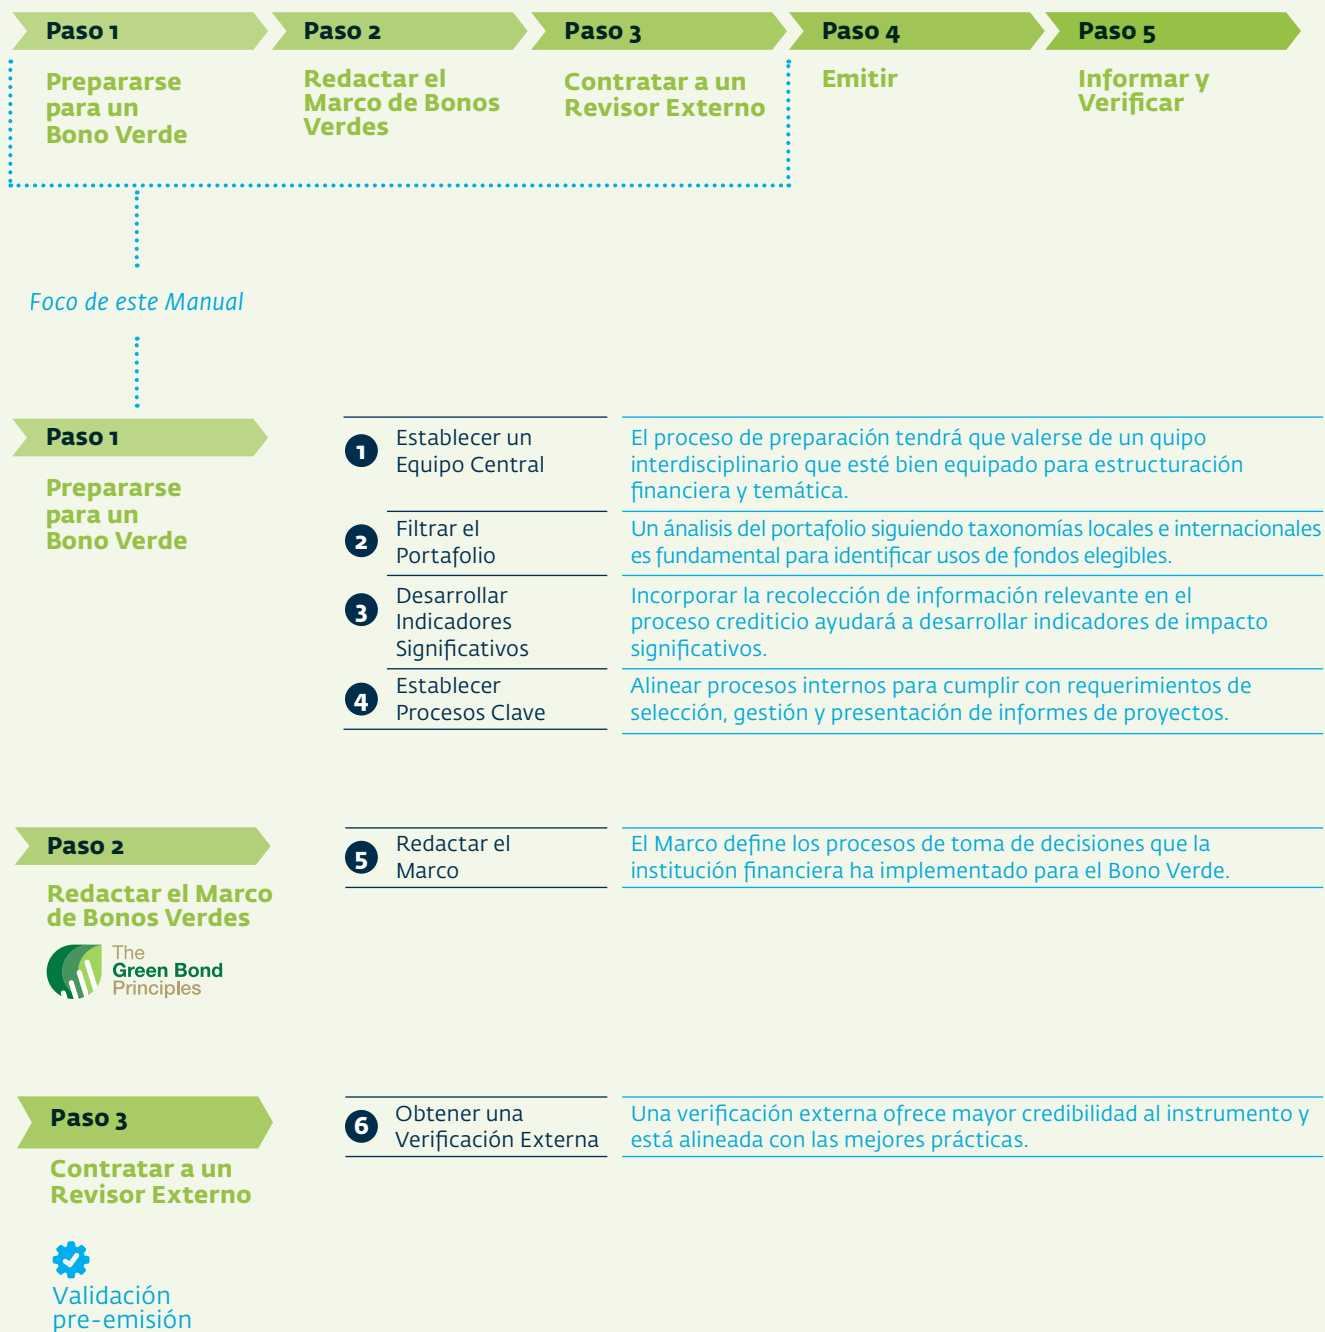 Paso 1
Paso 2
Paso 3
Paso 4
Paso 5
Prepararse
para un
Bono Verde
Redactar el
Marco de Bonos
Verdes
Contratar a un
Revisor Externo
Emitir
Informar y
Verificar
Foco de este Manual
Paso 1
Prepararse
para un
Bono Verde
1
Establecer un
Equipo Central
El proceso de preparación tendrá que valerse de un quipo
interdisciplinario que esté bien equipado para estructuración
financiera y temática.
2
Filtrar el
Portafolio
Un ánalisis del portafolio siguiendo taxonomías locales e internacionales
es fundamental para identificar usos de fondos elegibles.
3
Desarrollar
Indicadores
Significativos
Incorporar la recolección de información relevante en el
proceso crediticio ayudará a desarrollar indicadores de impacto
significativos.
4
Establecer
Procesos Clave
Alinear procesos internos para cumplir con requerimientos de
selección, gestión y presentación de informes de proyectos.
Paso 2
Redactar el Marco
de Bonos Verdes
The
Green Bond
Principles
5
Redactar el
Marco
El Marco define los procesos de toma de decisiones que la
institución financiera ha implementado para el Bono Verde.
Paso 3
Contratar a un
Revisor Externo
Validación
pre-emisión
6
Obtener una
Verificación Externa
Una verificación externa ofrece mayor credibilidad al instrumento y
está alineada con las mejores prácticas.